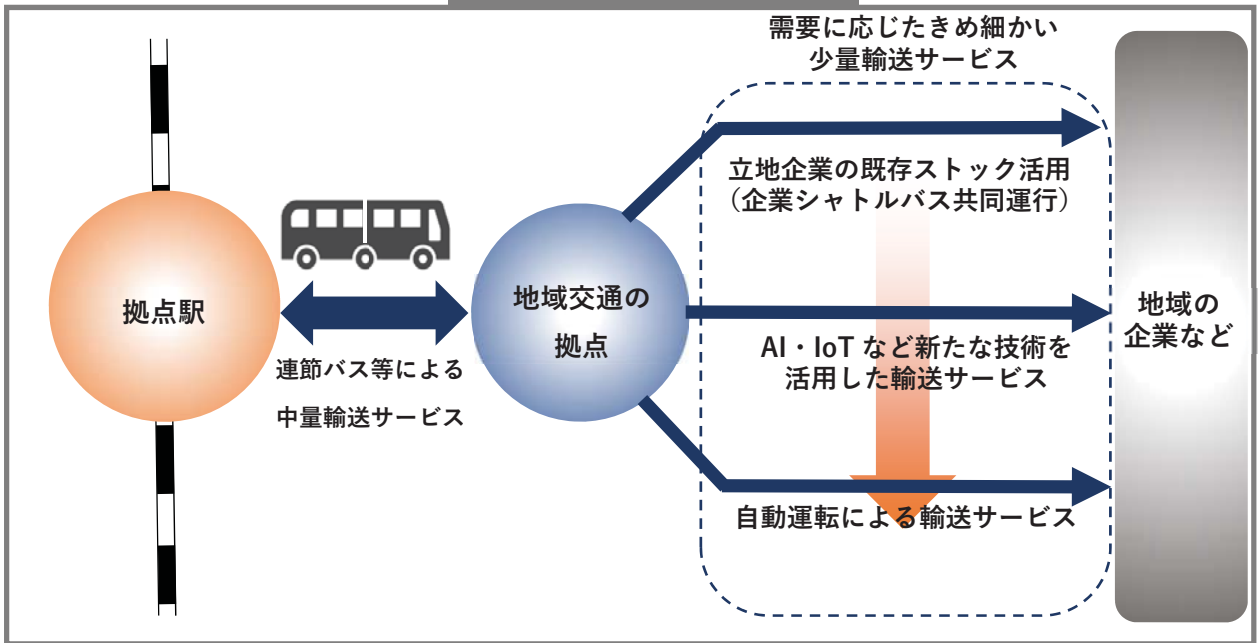 需要に応じたきめ細かい
少量輸送サービス
立地企業の既存ストック活用
（企業シャトルバス共同運行）
拠点駅
連節バス等による
中量輸送サービス
地域交通の
拠点
AI・IoT など新たな技術を
活用した輸送サービス
自動運転による輸送サービス
地域の
企業など